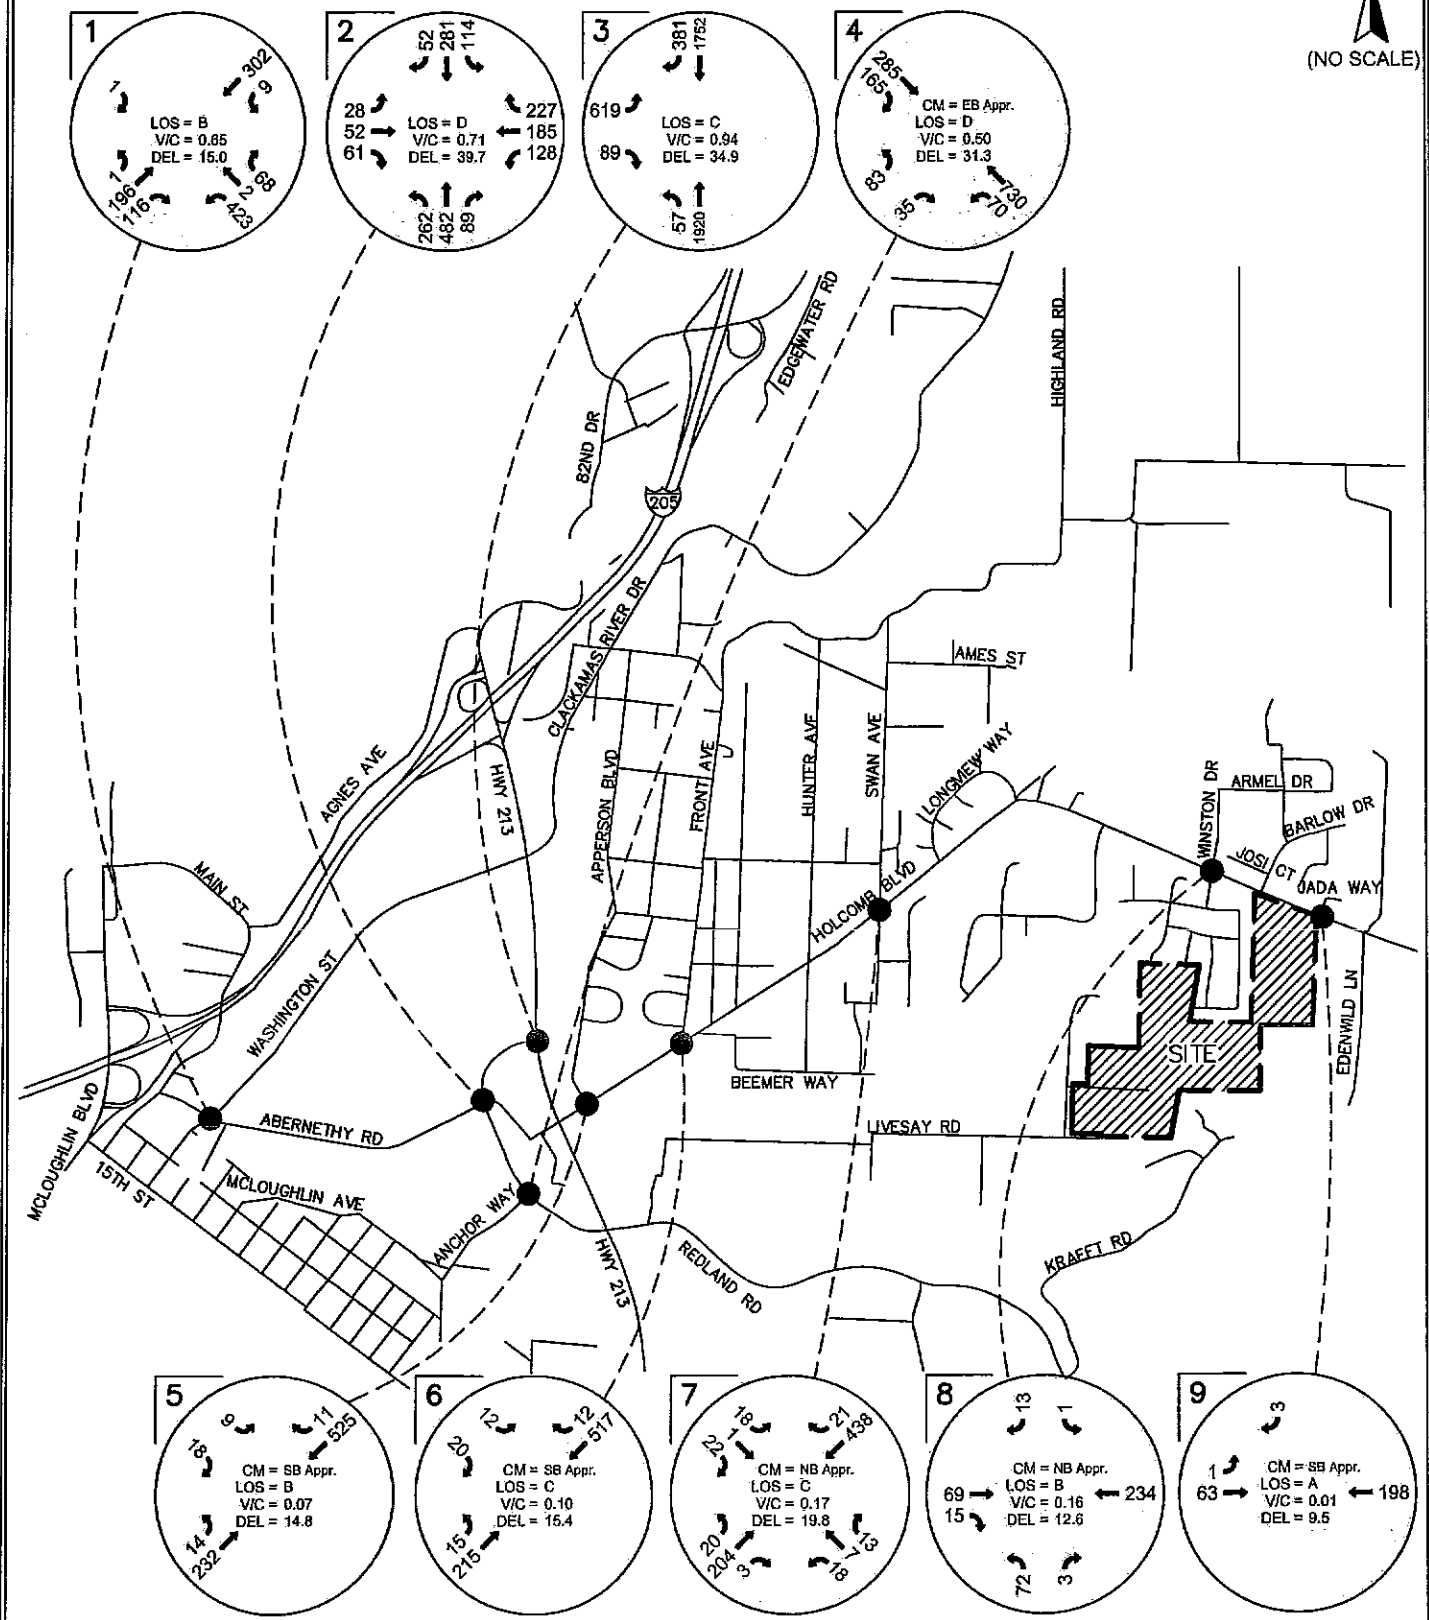 (NO SCALE)
1
1
302
9
LOS = B
V/C = 0.65
DEL = 15.0
1
196
116
68
2
423
2
52
281
114
28
52
61
LOS = D
V/C = 0.71
DEL = 39.7
227
185
128
262
482
89
3
381
1752
619
89
LOS = C
V/C = 0.94
DEL = 34.9
57
1920
4
285
165
CM = EB Appr.
LOS = D
V/C = 0.50
DEL = 31.3
83
35
730
70
EDGEWATER RD
HIGHLAND RD
82ND DR
205
CLACKAMAS RIVER DR
AMES ST
AGNES AVE
HWY 213
APPERSON BLVD
FRONT AVE
HUNTER AVE
SWAN AVE
LONGVIEW WAY
WINSTON DR
ARMEL DR
BARLOW DR
JOSI CT
JADA WAY
MAIN ST
HOLCOMB BLVD
WASHINGTON ST
EDENWILD LN
SITE
BEEMER WAY
MCLOUGHLIN BLVD
ABERNETHY RD
LIVESAY RD
15TH ST
MCLOUGHLIN AVE
ANCHOR WAY
HWY 213
REDLAND RD
KRAFFT RD
5
9
11
525
18
CM = SB Appr.
LOS = B
V/C = 0.07
DEL = 14.8
14
232
6
12
12
517
20
CM = SB Appr.
LOS = C
V/C = 0.10
DEL = 15.4
15
215
7
18
1
22
21
438
CM = NB Appr.
LOS = C
V/C = 0.17
DEL = 19.8
20
204
3
13
7
18
8
13
1
69
15
CM = NB Appr.
LOS = B
V/C = 0.16
DEL = 12.6
234
72
3
9
3
1
63
CM = SB Appr.
LOS = A
V/C = 0.01
DEL = 9.5
198